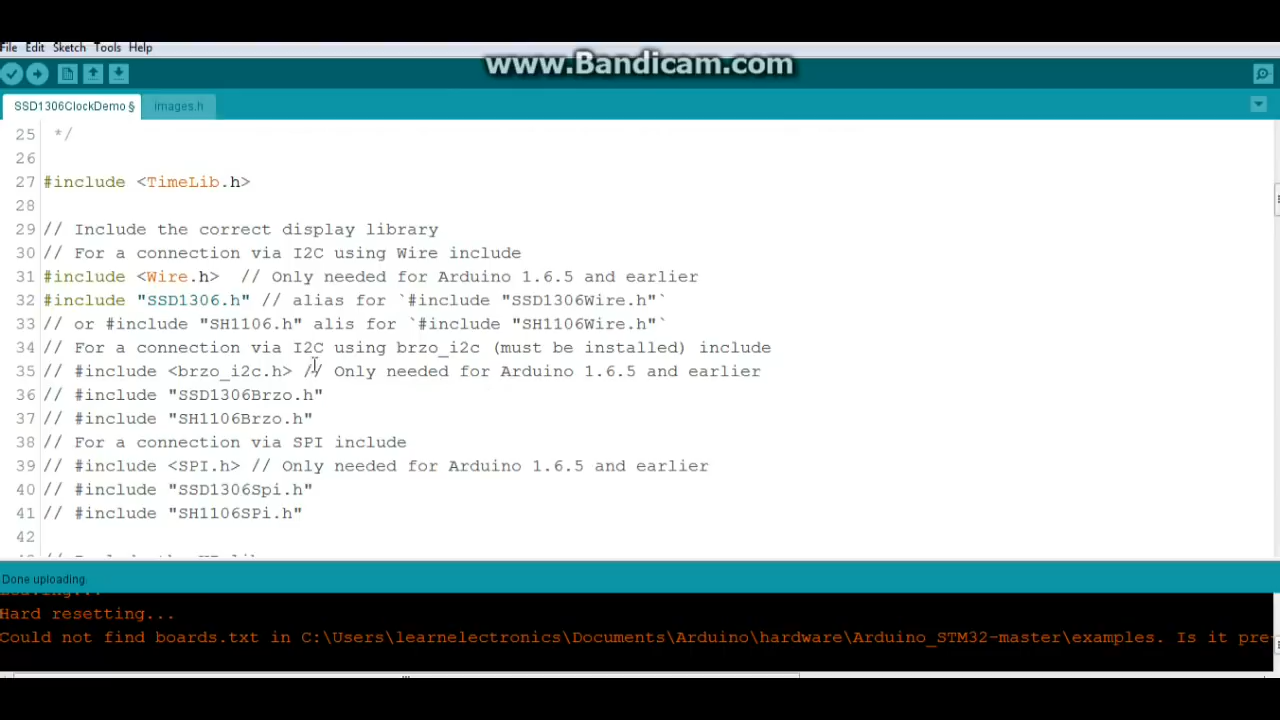 www.Bandicam.com
File Edit Sketch Tools Help
SSD1306ClockDemo § images.h
25 */
26
27 #include <TimeLib.h>
28
29 // Include the correct display library
30 // For a connection via I2C using Wire include
31 #include <Wire.h>  // Only needed for Arduino 1.6.5 and earlier
32 #include "SSD1306.h" // alias for `#include "SSD1306Wire.h"`
33 // or #include "SH1106.h" alis for `#include "SH1106Wire.h"`
34 // For a connection via I2C using brzo_i2c (must be installed) include
35 // #include <brzo_i2c.h> // Only needed for Arduino 1.6.5 and earlier
36 // #include "SSD1306Brzo.h"
37 // #include "SH1106Brzo.h"
38 // For a connection via SPI include
39 // #include <SPI.h> // Only needed for Arduino 1.6.5 and earlier
40 // #include "SSD1306Spi.h"
41 // #include "SH1106SPi.h"
42
Done uploading.
Hard resetting...
Could not find boards.txt in C:\Users\learnelectronics\Documents\Arduino\hardware\Arduino_STM32-master\examples. Is it pre